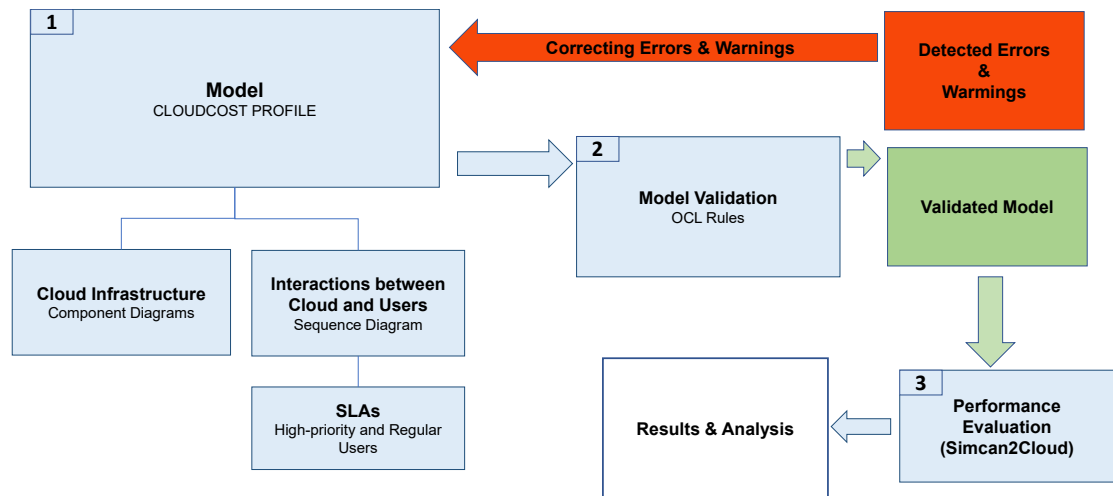 1
Model
CLOUDCOST PROFILE
Correcting Errors & Warnings
Detected Errors
&
Warmings
2
Model Validation
OCL Rules
Validated Model
Cloud Infrastructure
Component Diagrams
Interactions between
Cloud and Users
Sequence Diagram
SLAs
High-priority and Regular
Users
Results & Analysis
3
Performance
Evaluation
(Simcan2Cloud)